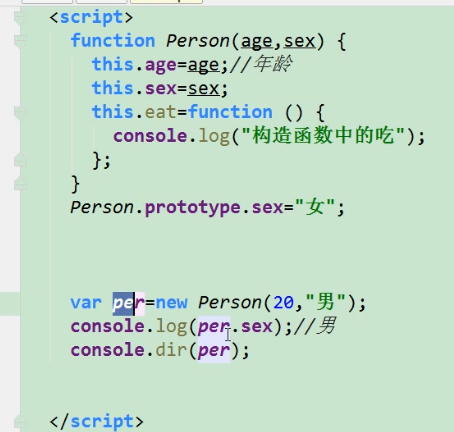 <script>
function Person(age,sex) {
this.age=age;//年龄
this.sex=sex;
this.eat=function () {
console.log("构造函数中的吃");
};
}
Person.prototype.sex="女";
var per=new Person(20,"男");
console.log(per.sex);//男
console.dir(per);
</script>